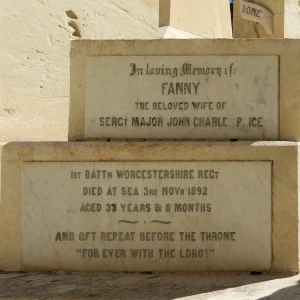 DONE
In loving Memory of
FANNY
THE BELOVED WIFE OF
SERGT MAJOR JOHN CHARLE P ICE
1ST BATTN WORCESTERSHIRE REGT
DIED AT SEA 3RD NOVR 1892
AGED 33 YEARS & 8 MONTHS
AND OFT REPEAT BEFORE THE THRONE
"FOR EVER WITH THE LORD!"